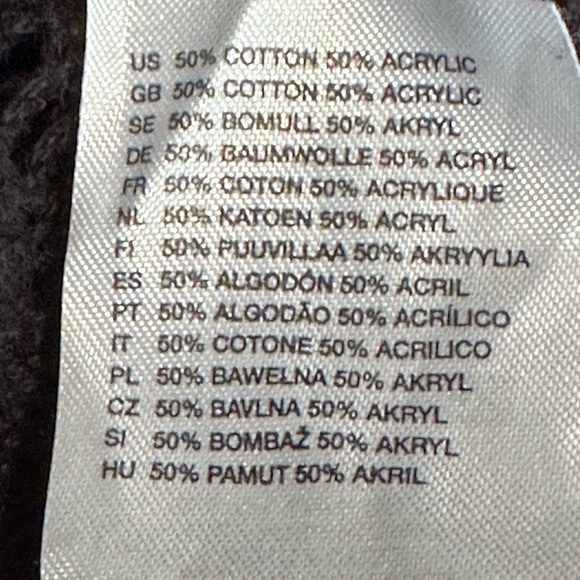 US 50% COTTON 50% ACRYLIC
GB 50% COTTON 50% ACRYLIC
SE 50% BOMULL 50% AKRYL
DE 50% BAUMWOLLE 50% ACRYL
FR 50% COTON 50% ACRYLIQUE
NL 50% KATOEN 50% ACRYL
FI 50% PUUVILLAA 50% AKRYYLIA
ES 50% ALGODÓN 50% ACRIL
PT 50% ALGODÃO 50% ACRÍLICO
IT 50% COTONE 50% ACRILICO
PL 50% BAWELNA 50% AKRYL
CZ 50% BAVLNA 50% AKRYL
SI 50% BOMBAŽ 50% AKRYL
HU 50% PAMUT 50% AKRIL